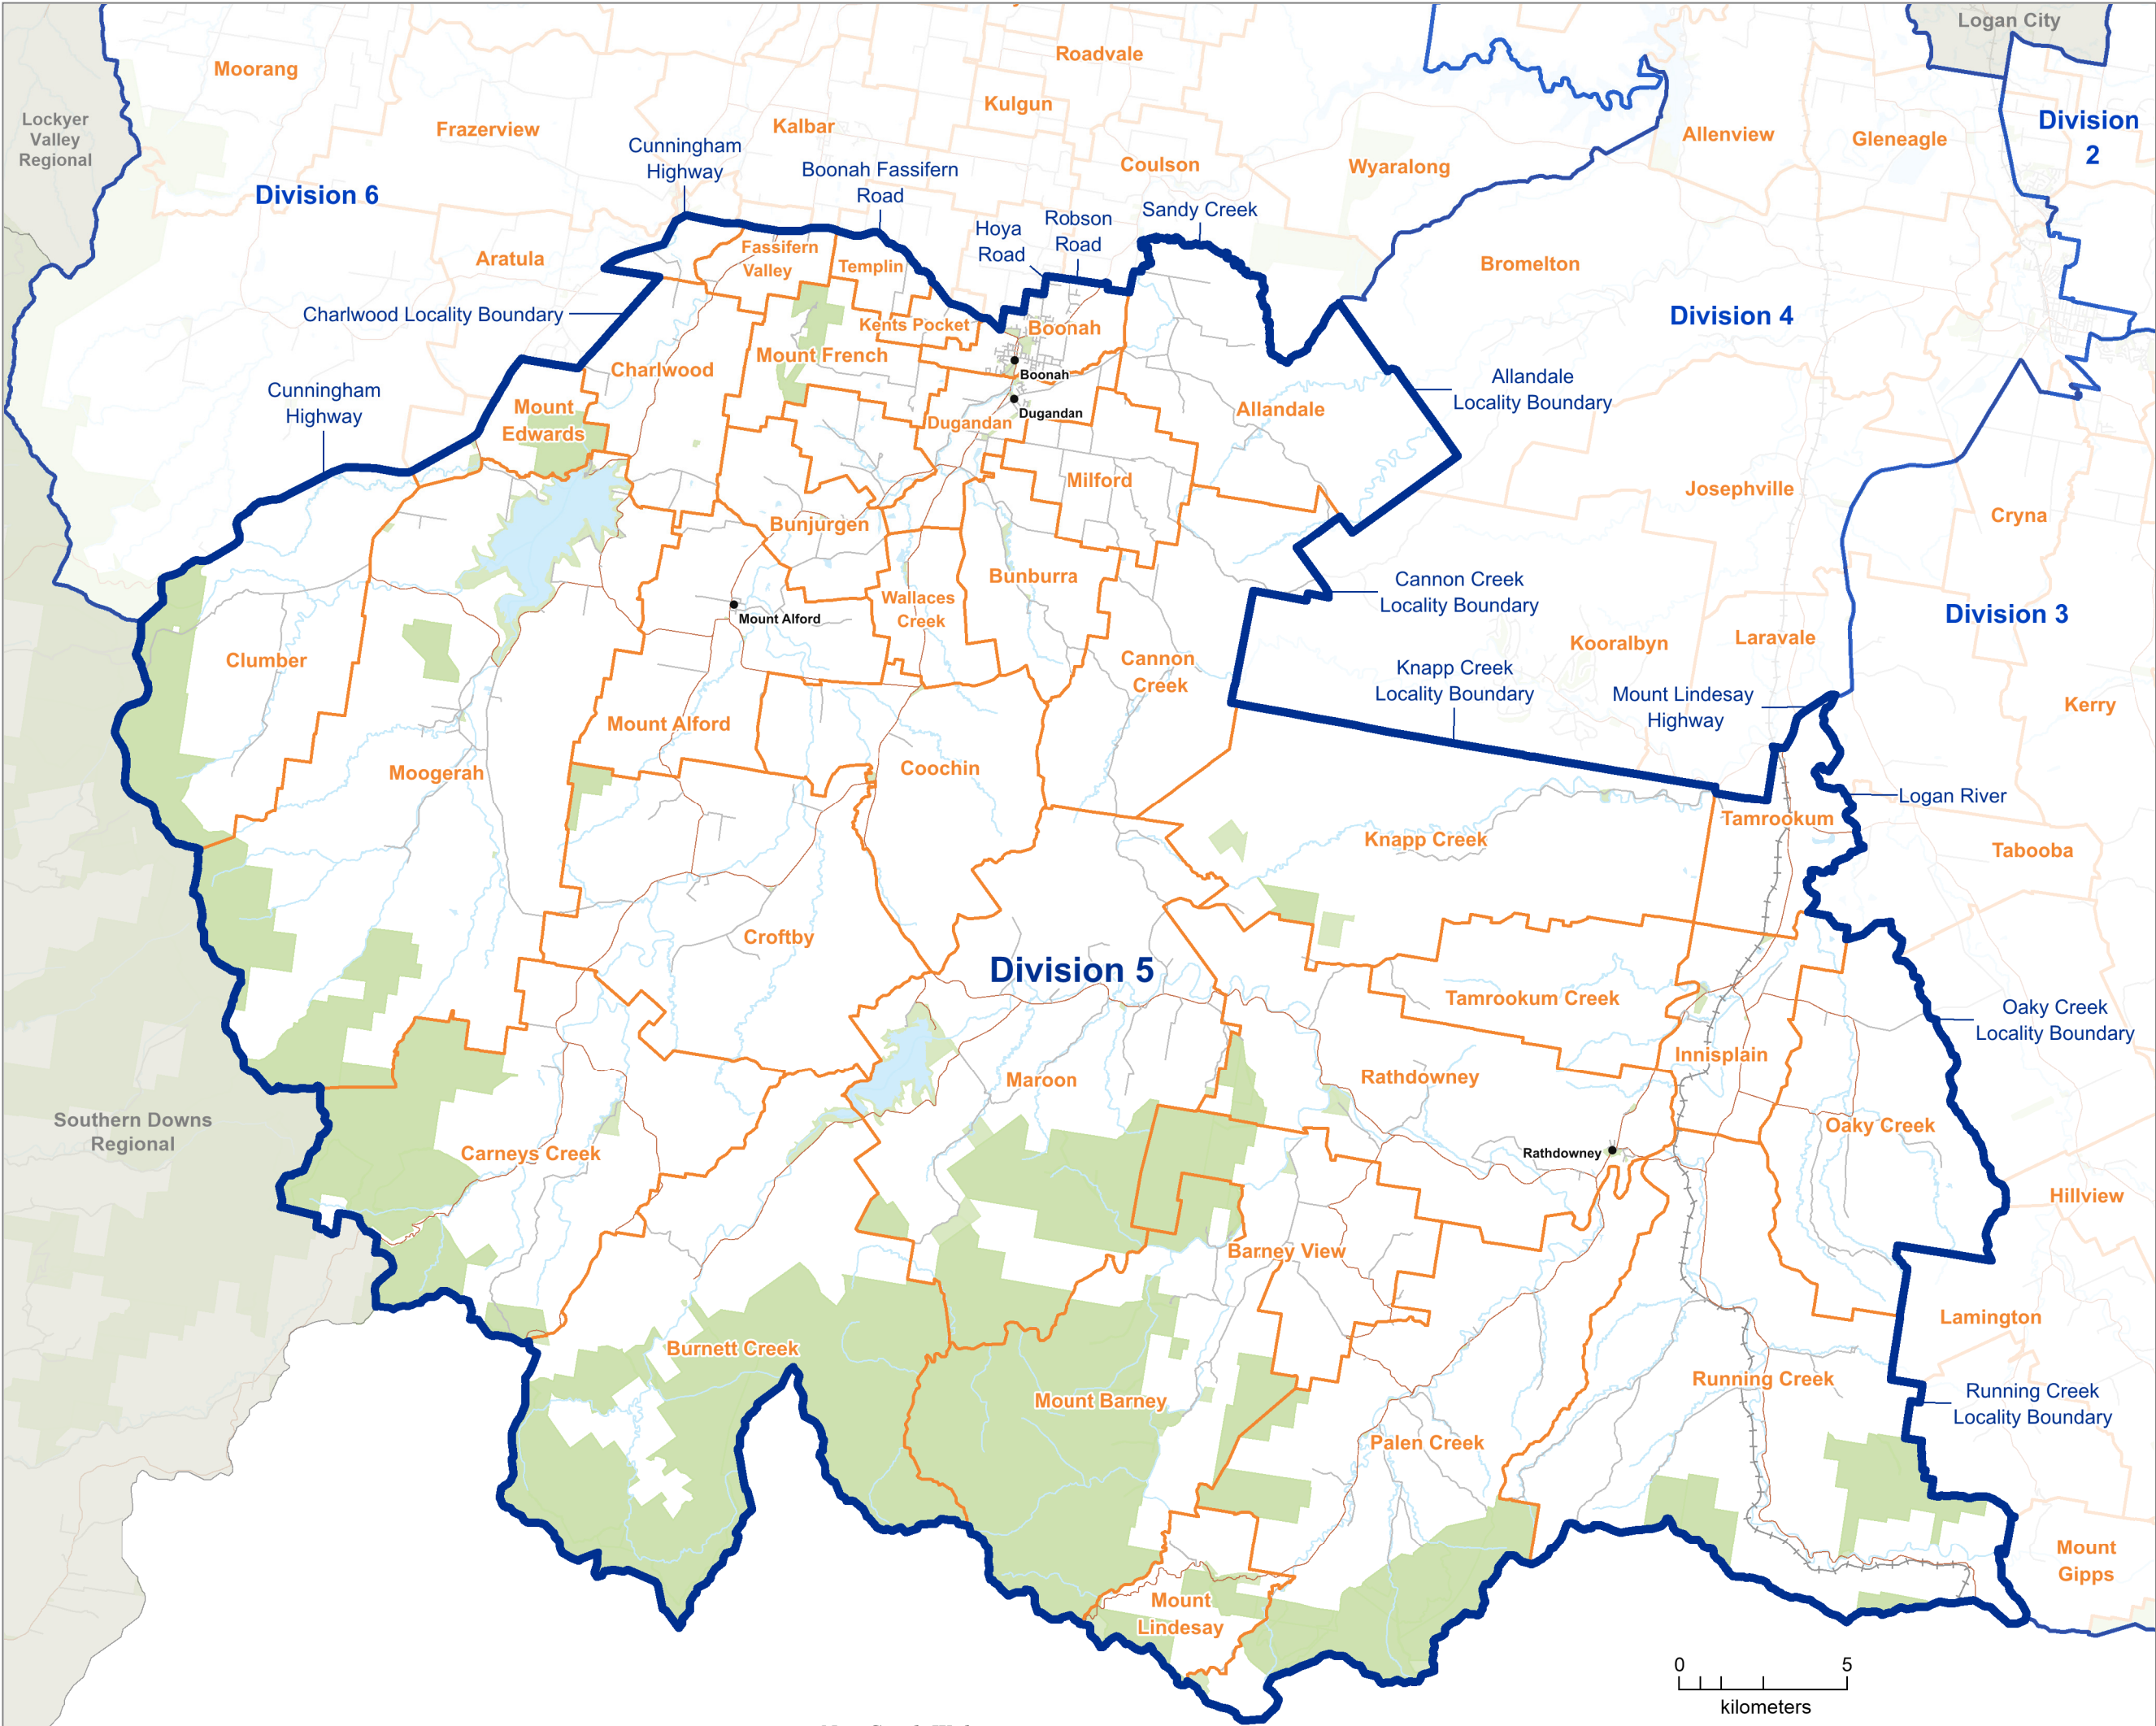 Logan City
Moorang
Roadvale
Kulgun
Lockyer
Valley
Regional
Frazerview
Kalbar
Cunningham
Highway
Boonah Fassifern
Road
Coulson
Wyaralong
Allenview
Gleneagle
Division
2
Division 6
Hoya
Road
Robson
Road
Sandy Creek
Aratula
Fassifern
Valley
Templin
Bromelton
Charlwood Locality Boundary
Kents Pocket
Boonah
Division 4
Charlwood
Mount French
Boonah
Cunningham
Highway
Mount
Edwards
Dugandan
Dugandan
Allandale
Allandale
Locality Boundary
Milford
Josephville
Cryna
Bunjurgen
Bunburra
Wallaces
Creek
Cannon Creek
Locality Boundary
Mount Alford
Division 3
Clumber
Cannon
Creek
Kooralbyn
Laravale
Knapp Creek
Locality Boundary
Mount Lindesay
Highway
Kerry
Mount Alford
Moogerah
Coochin
Logan River
Knapp Creek
Tamrookum
Tabooba
Croftby
Division 5
Tamrookum Creek
Oaky Creek
Locality Boundary
Innisplain
Maroon
Rathdowney
Southern Downs
Regional
Carneys Creek
Rathdowney
Oaky Creek
Hillview
Barney View
Lamington
Burnett Creek
Mount Barney
Running Creek
Running Creek
Locality Boundary
Palen Creek
Mount
Gipps
Mount
Lindesay
0 5
kilometers